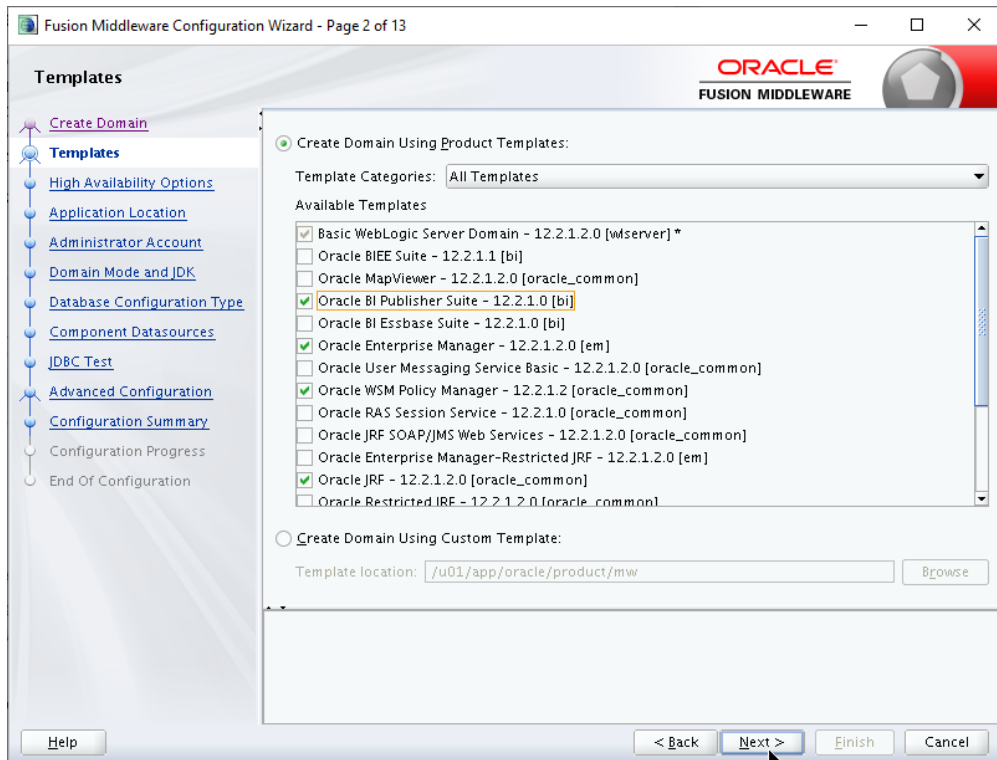 Fusion Middleware Configuration Wizard - Page 2 of 13
Templates
ORACLE
FUSION MIDDLEWARE
Create Domain
Templates
High Availability Options
Application Location
Administrator Account
Domain Mode and JDK
Database Configuration Type
Component Datasources
JDBC Test
Advanced Configuration
Configuration Summary
Configuration Progress
End Of Configuration
Create Domain Using Product Templates:
Template Categories: All Templates
Available Templates
Basic WebLogic Server Domain - 12.2.1.2.0 [wlserver] *
Oracle BIEE Suite - 12.2.1.1 [bi]
Oracle MapViewer - 12.2.1.2.0 [oracle_common]
Oracle BI Publisher Suite - 12.2.1.0 [bi]
Oracle BI Essbase Suite - 12.2.1.0 [bi]
Oracle Enterprise Manager - 12.2.1.2.0 [em]
Oracle User Messaging Service Basic - 12.2.1.2.0 [oracle_common]
Oracle WSM Policy Manager - 12.2.1.2 [oracle_common]
Oracle RAS Session Service - 12.2.1.0 [oracle_common]
Oracle JRF SOAP/JMS Web Services - 12.2.1.2.0 [oracle_common]
Oracle Enterprise Manager-Restricted JRF - 12.2.1.2.0 [em]
Oracle JRF - 12.2.1.2.0 [oracle_common]
Oracle Restricted JRF - 12.2.1.2.0 [oracle_common]
Create Domain Using Custom Template:
Template location: /u01/app/oracle/product/mw Browse
Help < Back Next > Finish Cancel